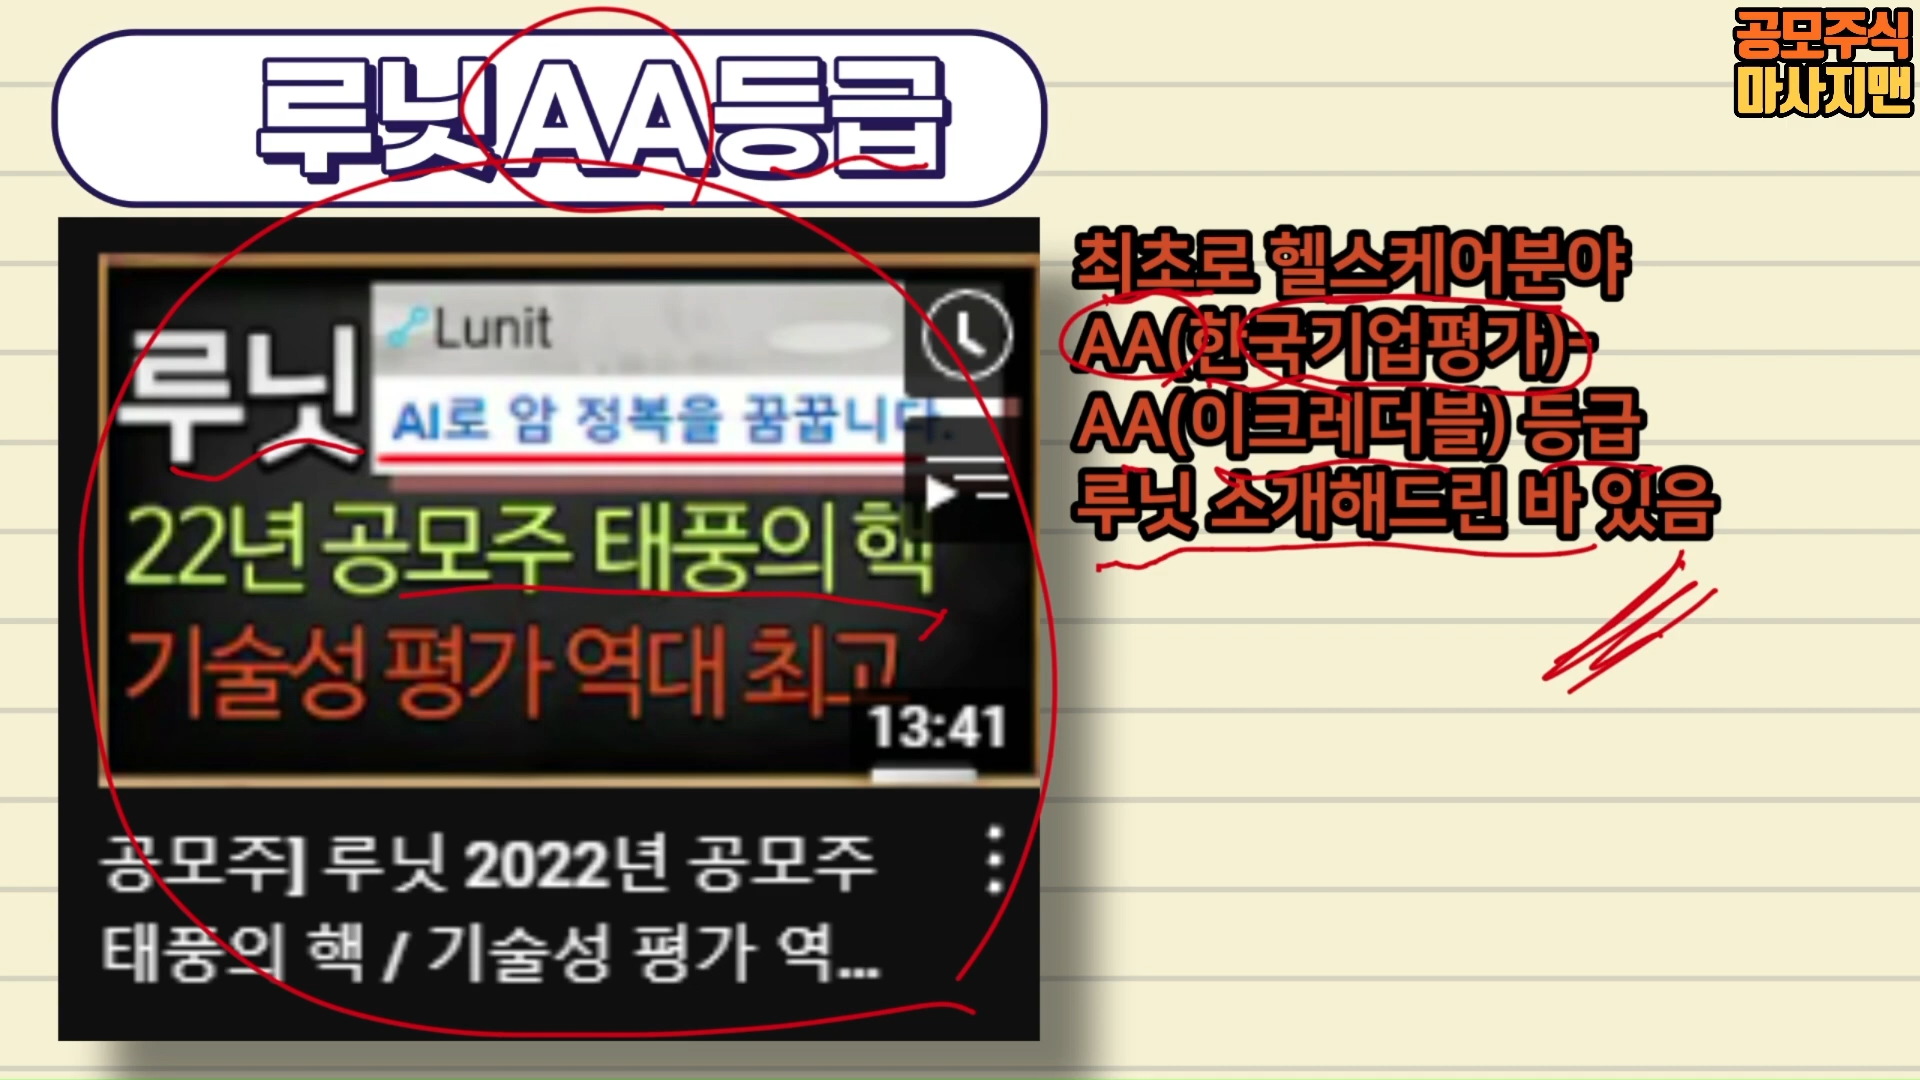 루닛AA등급
공모주식
마사지맨
루닛
Lunit
AI로 암 정복을 꿈꿉니다.
22년 공모주 태풍의 핵
기술성 평가 역대 최고
13:41
공모주] 루닛 2022년 공모주
태풍의 핵 / 기술성 평가 역...
최초로 헬스케어분야
AA(한국기업평가)-
AA(이크레더블) 등급
루닛 소개해드린 바 있음